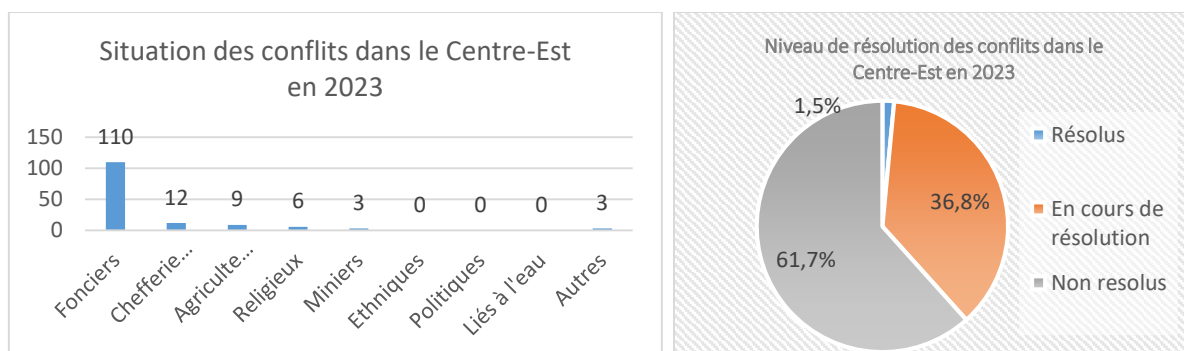 Situation des conflits dans le Centre-Est
en 2023
150
100
50
0
110
12
9
6
3
0
0
0
3
Fonciers
Chefferie…
Agriculte…
Religieux
Miniers
Ethniques
Politiques
Liés à l'eau
Autres
Niveau de résolution des conflits dans le
Centre-Est en 2023
1,5%
36,8%
61,7%
Résolus
En cours de
résolution
Non resolus